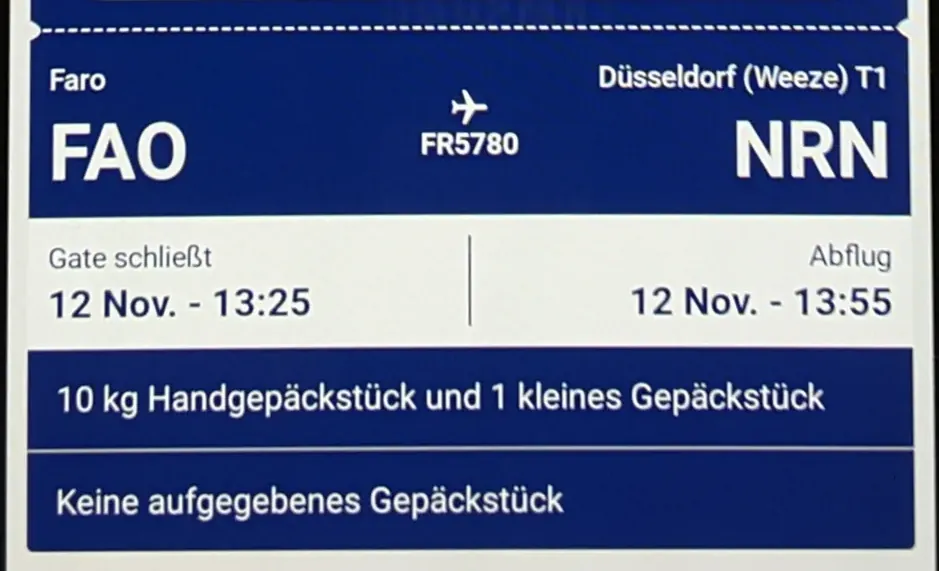 Faro
Düsseldorf (Weeze) T1
FAO
FR5780
NRN
Gate schließt
Abflug
12 Nov. - 13:25
12 Nov. - 13:55
10 kg Handgepäckstück und 1 kleines Gepäckstück
Keine aufgegebenes Gepäckstück